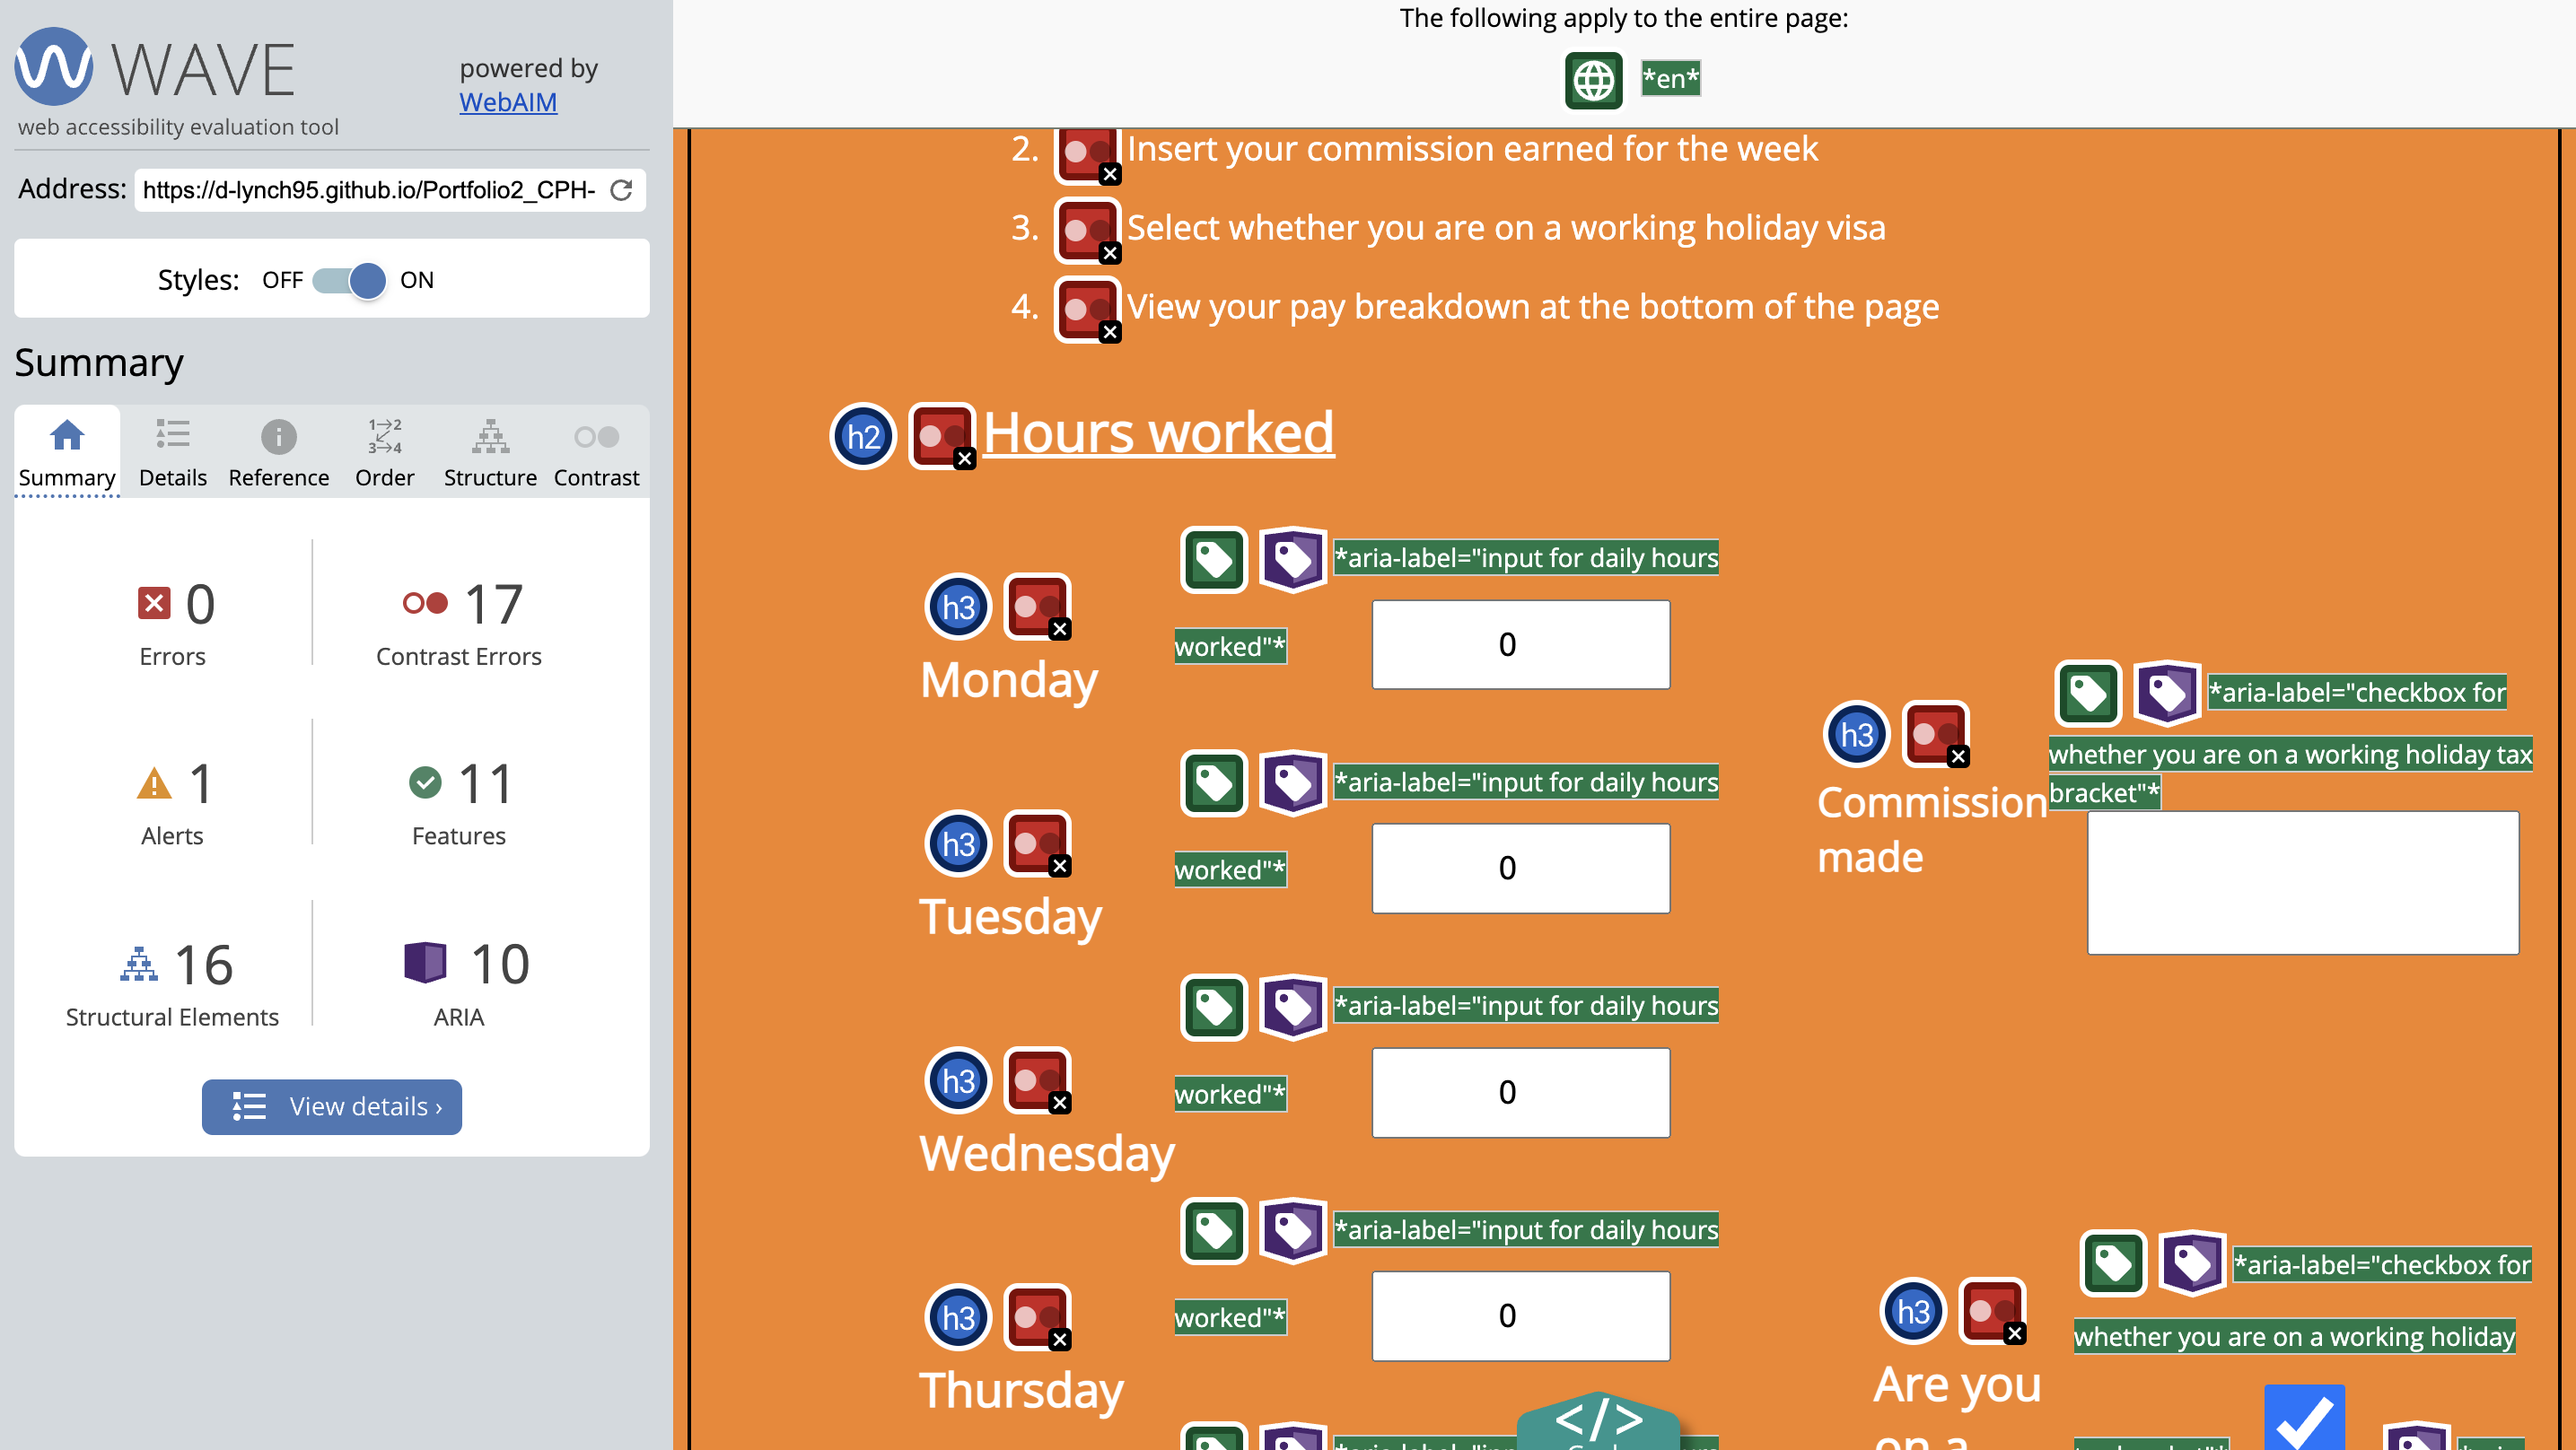 WAVE
powered by
WebAIM
web accessibility evaluation tool
Address: https://d-lynch95.github.io/Portfolio2_CPH-
Styles: OFF ON
Summary
1 2
3 4
Summary Details Reference Order Structure Contrast
0 Errors
17 Contrast Errors
1 Alerts
11 Features
16 Structural Elements
10 ARIA
View details ›
The following apply to the entire page:
*en*
2. Insert your commission earned for the week
3. Select whether you are on a working holiday visa
4. View your pay breakdown at the bottom of the page
h2 Hours worked
*aria-label="input for daily hours
worked"* 0
h3
Monday
*aria-label="input for daily hours
worked"* 0
h3
Tuesday
*aria-label="input for daily hours
worked"* 0
h3
Wednesday
*aria-label="input for daily hours
worked"* 0
h3
Thursday
*aria-label="checkbox for
whether you are on a working holiday tax
bracket"*
h3
Commission
made
*aria-label="checkbox for
whether you are on a working holiday
h3
Are you
on a
</>